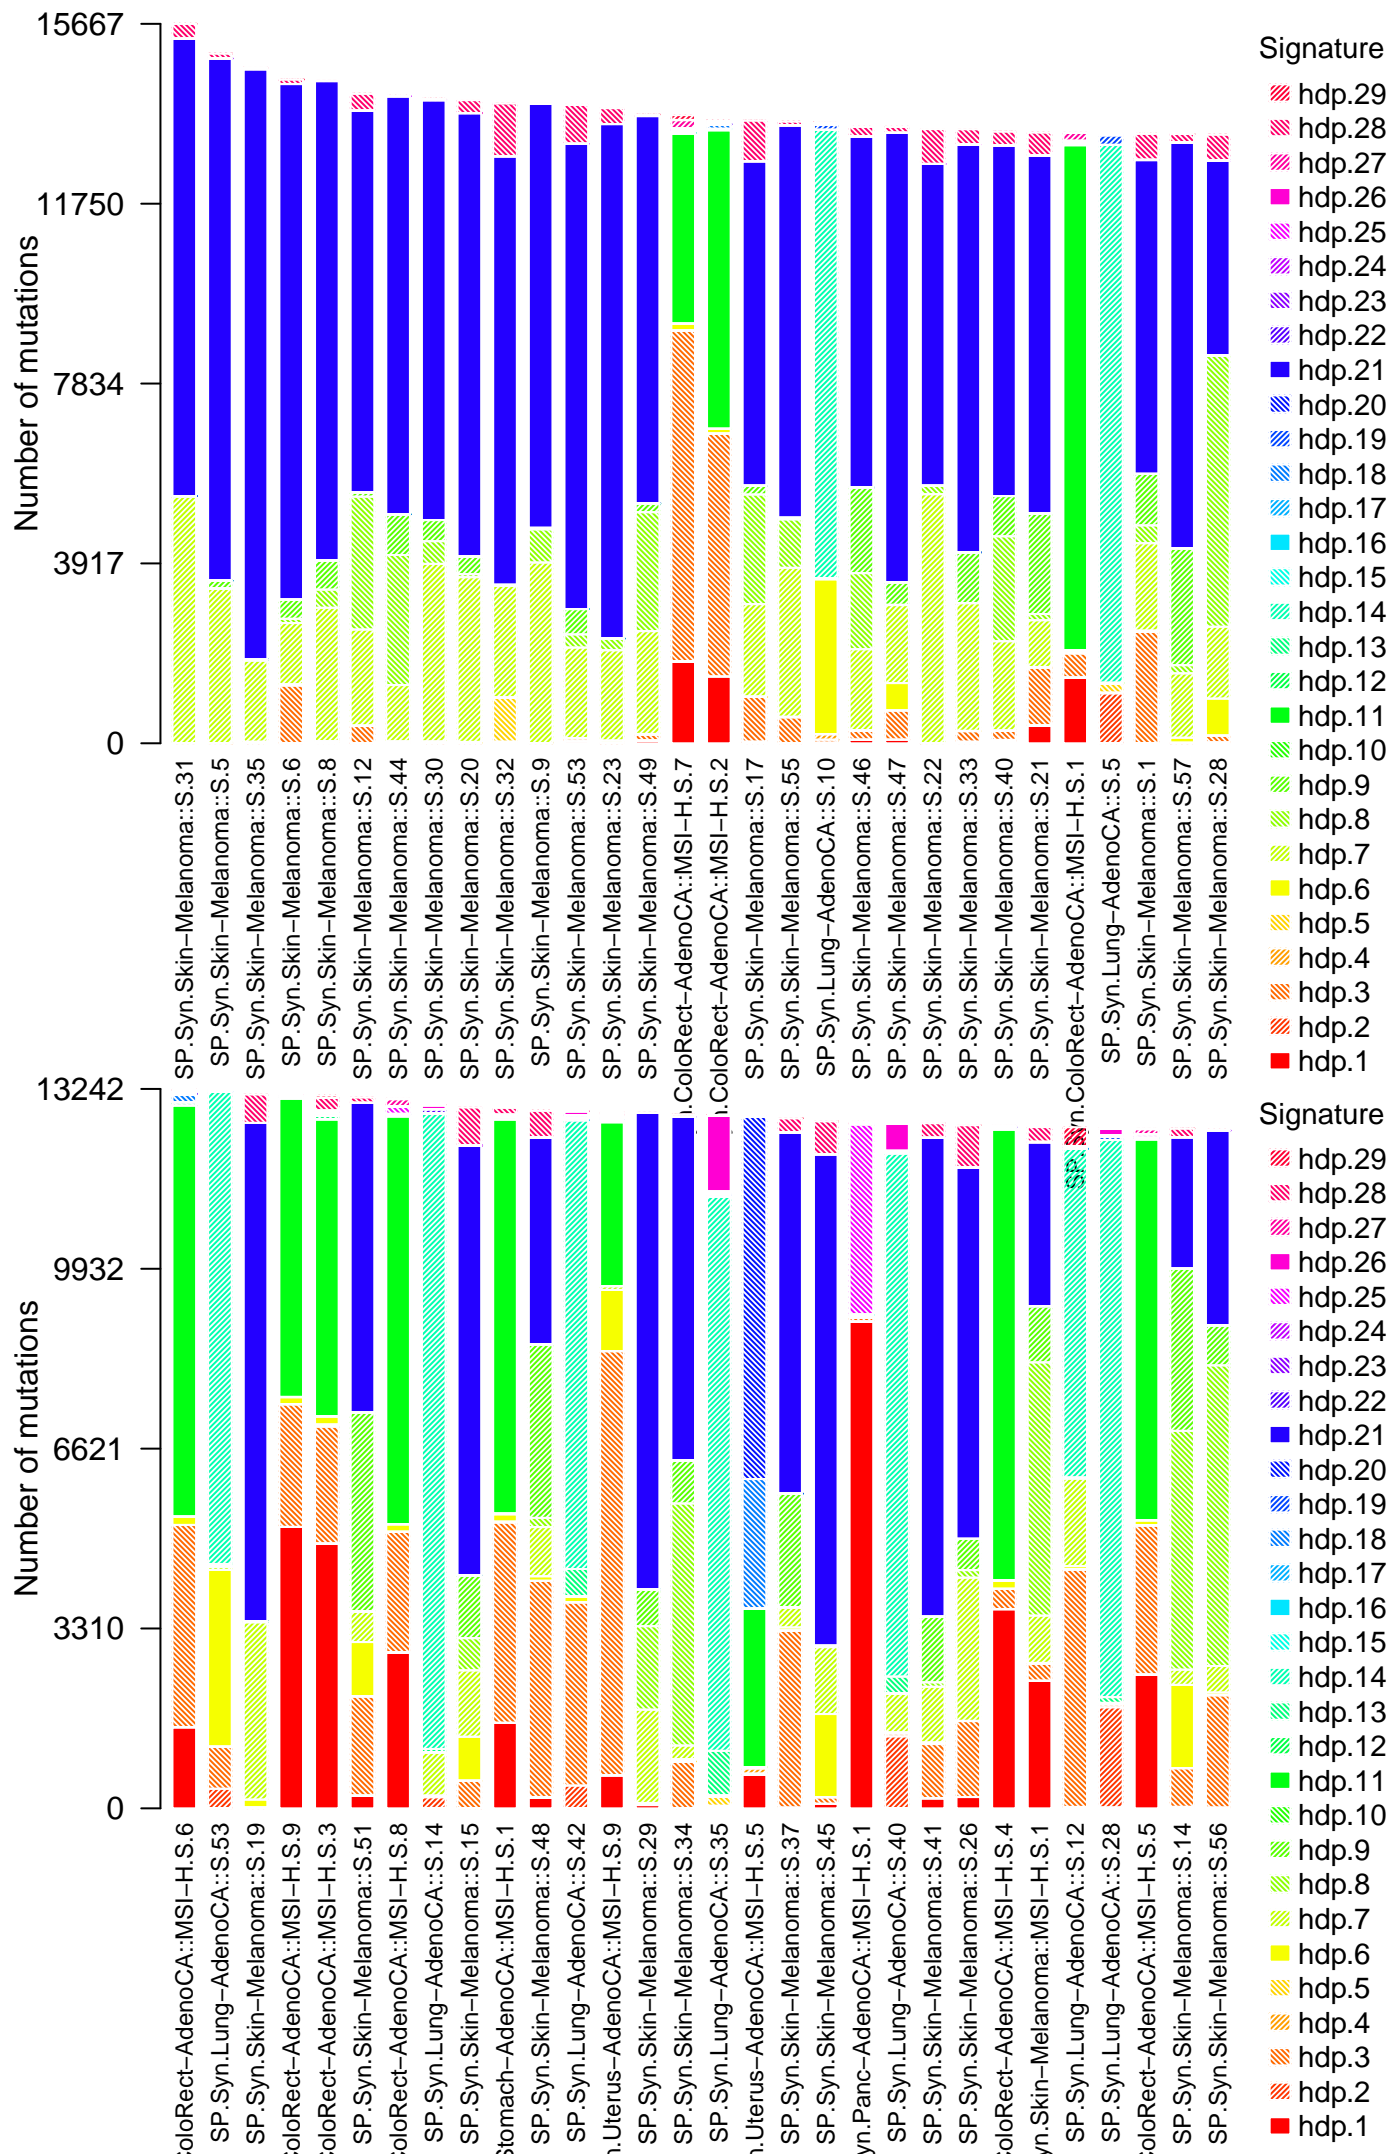 Number of mutations
15667
11750
7834
3917
0
SP.Syn.Skin−Melanoma::S.31
SP.Syn.Skin−Melanoma::S.5
SP.Syn.Skin−Melanoma::S.35
SP.Syn.Skin−Melanoma::S.6
SP.Syn.Skin−Melanoma::S.8
SP.Syn.Skin−Melanoma::S.12
SP.Syn.Skin−Melanoma::S.44
SP.Syn.Skin−Melanoma::S.30
SP.Syn.Skin−Melanoma::S.20
SP.Syn.Skin−Melanoma::S.32
SP.Syn.Skin−Melanoma::S.9
SP.Syn.Skin−Melanoma::S.53
SP.Syn.Skin−Melanoma::S.23
SP.Syn.Skin−Melanoma::S.49
n.ColoRect−AdenoCA::MSI−H.S.7
n.ColoRect−AdenoCA::MSI−H.S.2
SP.Syn.Skin−Melanoma::S.17
SP.Syn.Skin−Melanoma::S.55
SP.Syn.Lung−AdenoCA::S.10
SP.Syn.Skin−Melanoma::S.46
SP.Syn.Skin−Melanoma::S.47
SP.Syn.Skin−Melanoma::S.22
SP.Syn.Skin−Melanoma::S.33
SP.Syn.Skin−Melanoma::S.40
SP.Syn.Skin−Melanoma::S.21
SP.Syn.ColoRect−AdenoCA::MSI−H.S.1
SP.Syn.Lung−AdenoCA::S.5
SP.Syn.Skin−Melanoma::S.1
SP.Syn.Skin−Melanoma::S.57
SP.Syn.Skin−Melanoma::S.28
Signature
hdp.29
hdp.28
hdp.27
hdp.26
hdp.25
hdp.24
hdp.23
hdp.22
hdp.21
hdp.20
hdp.19
hdp.18
hdp.17
hdp.16
hdp.15
hdp.14
hdp.13
hdp.12
hdp.11
hdp.10
hdp.9
hdp.8
hdp.7
hdp.6
hdp.5
hdp.4
hdp.3
hdp.2
hdp.1
Number of mutations
13242
9932
6621
3310
0
ColoRect−AdenoCA::MSI−H.S.6
SP.Syn.Lung−AdenoCA::S.53
SP.Syn.Skin−Melanoma::S.19
ColoRect−AdenoCA::MSI−H.S.9
ColoRect−AdenoCA::MSI−H.S.3
SP.Syn.Skin−Melanoma::S.51
ColoRect−AdenoCA::MSI−H.S.8
SP.Syn.Lung−AdenoCA::S.14
SP.Syn.Skin−Melanoma::S.15
Stomach−AdenoCA::MSI−H.S.1
SP.Syn.Skin−Melanoma::S.48
SP.Syn.Lung−AdenoCA::S.42
n.Uterus−AdenoCA::MSI−H.S.9
SP.Syn.Skin−Melanoma::S.29
SP.Syn.Skin−Melanoma::S.34
SP.Syn.Lung−AdenoCA::S.35
n.Uterus−AdenoCA::MSI−H.S.5
SP.Syn.Skin−Melanoma::S.37
SP.Syn.Skin−Melanoma::S.45
yn.Panc−AdenoCA::MSI−H.S.1
SP.Syn.Lung−AdenoCA::S.40
SP.Syn.Skin−Melanoma::S.41
SP.Syn.Skin−Melanoma::S.26
ColoRect−AdenoCA::MSI−H.S.4
yn.Skin−Melanoma::MSI−H.S.1
SP.Syn.Lung−AdenoCA::S.12
SP.Syn.Lung−AdenoCA::S.28
ColoRect−AdenoCA::MSI−H.S.5
SP.Syn.Skin−Melanoma::S.14
SP.Syn.Skin−Melanoma::S.56
Signature
hdp.29
hdp.28
hdp.27
hdp.26
hdp.25
hdp.24
hdp.23
hdp.22
hdp.21
hdp.20
hdp.19
hdp.18
hdp.17
hdp.16
hdp.15
hdp.14
hdp.13
hdp.12
hdp.11
hdp.10
hdp.9
hdp.8
hdp.7
hdp.6
hdp.5
hdp.4
hdp.3
hdp.2
hdp.1